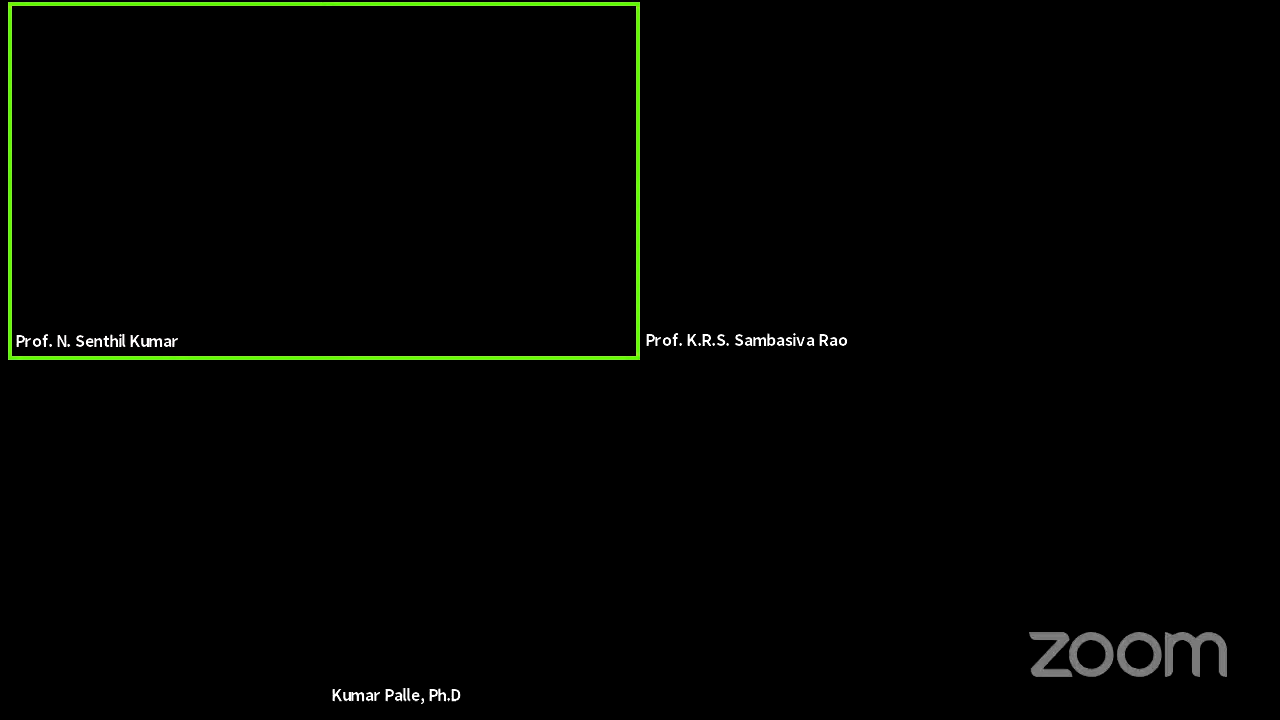 Prof. N. Senthil Kumar
Prof. K.R.S. Sambasiva Rao
Kumar Palle, Ph.D
zoom